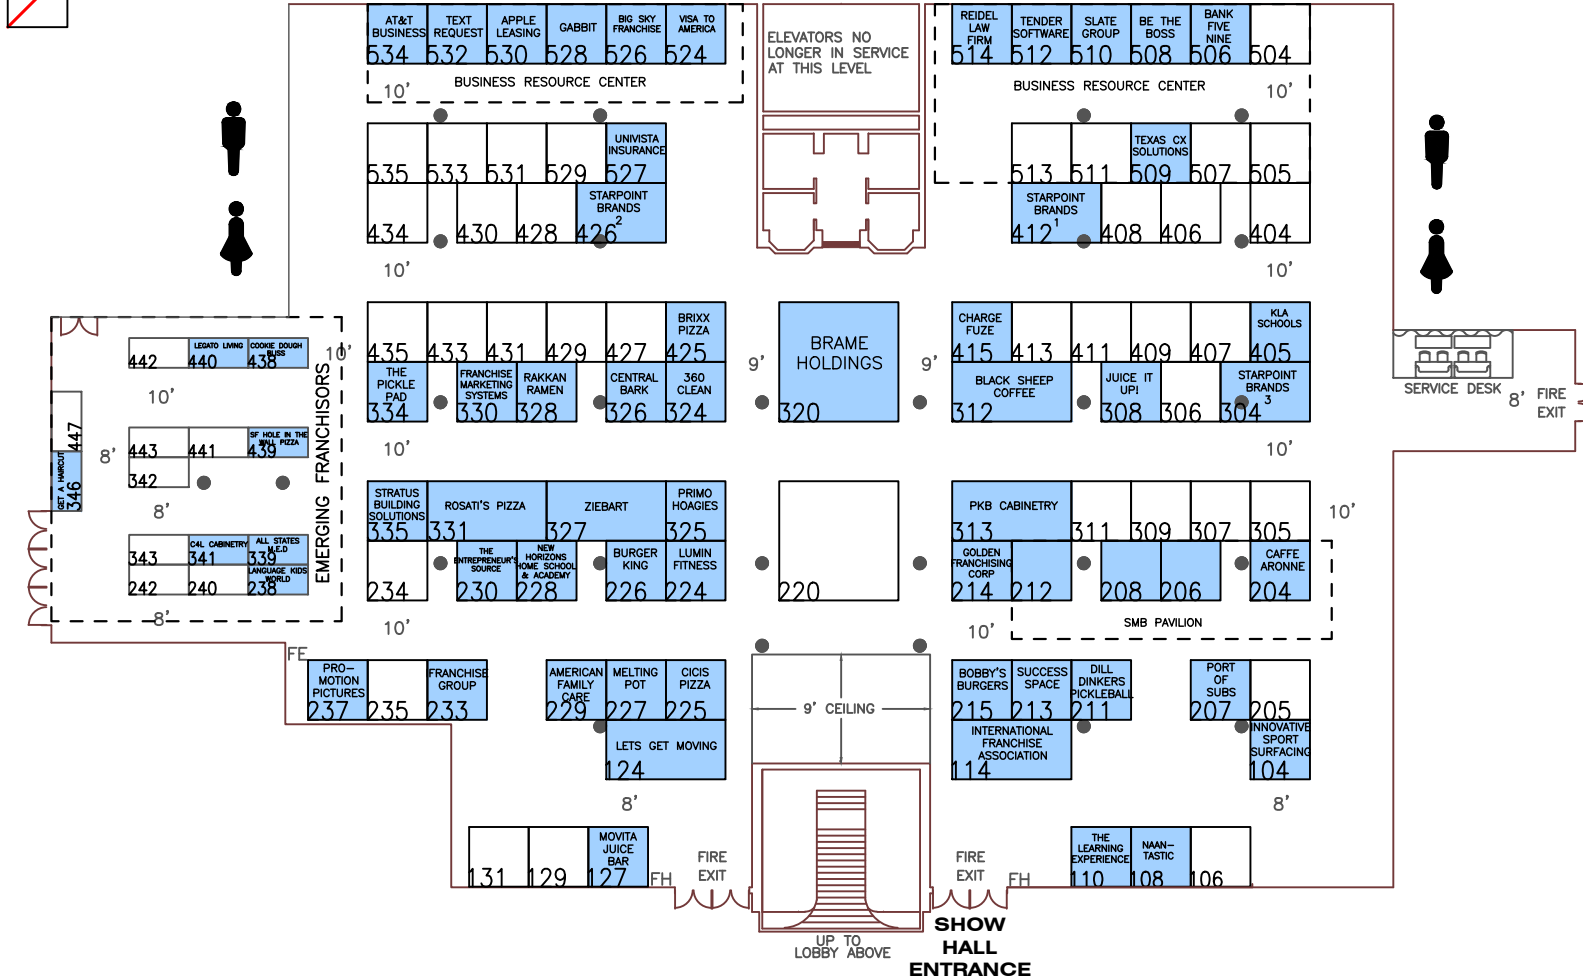 AT&T
BUSINESS
534
TEXT
REQUEST
532
APPLE
LEASING
530
GABBIT
528
BIG SKY
FRANCHISE
526
VISA TO
AMERICA
524
BUSINESS RESOURCE CENTER
10'
ELEVATORS NO
LONGER IN SERVICE
AT THIS LEVEL
REIDEL
LAW
FIRM
514
TENDER
SOFTWARE
512
SLATE
GROUP
510
BE THE
BOSS
508
BANK
FIVE
NINE
506
504
BUSINESS RESOURCE CENTER
10'
535
533
531
529
UNIVISTA
INSURANCE
527
513
511
TEXAS CX
SOLUTIONS
509
507
505
434
430
428
STARPOINT
BRANDS
2
426
STARPOINT
BRANDS
1
412
408
406
404
10'
10'
435
433
431
429
427
BRIXX
PIZZA
425
BRAME
HOLDINGS
320
9'
9'
CHARGE
FUZE
415
413
411
409
407
KLA
SCHOOLS
405
THE
PICKLE
PAD
334
FRANCHISE
MARKETING
SYSTEMS
330
RAKKAN
RAMEN
328
CENTRAL
BARK
326
360
CLEAN
324
BLACK SHEEP
COFFEE
312
JUICE IT
UP!
308
306
STARPOINT
BRANDS
3
304
SERVICE DESK
8'
FIRE
EXIT
10'
10'
442
LEGATO LIVING
440
COOKIE DOUGH
BLISS
438
10'
10'
447
GET A HAIRCUT
346
8'
443
441
SF HOLE IN THE
WALL PIZZA
439
342
8'
343
C4L CABINETRY
341
ALL STATES
M.E.D
339
242
240
LANGUAGE KIDS
WORLD
238
8'
EMERGING FRANCHISORS
STRATUS
BUILDING
SOLUTIONS
335
ROSATI'S PIZZA
331
ZIEBART
327
PRIMO
HOAGIES
325
PKB CABINETRY
313
311
309
307
305
10'
234
THE
ENTREPRENEUR'S
SOURCE
230
NEW
HORIZONS
HOME SCHOOL
& ACADEMY
228
BURGER
KING
226
LUMIN
FITNESS
224
220
GOLDEN
FRANCHISING
CORP
214
212
208
206
CAFFE
ARONNE
204
SMB PAVILION
10'
10'
FE
PRO-
MOTION
PICTURES
237
235
FRANCHISE
GROUP
233
AMERICAN
FAMILY
CARE
229
MELTING
POT
227
CICIS
PIZZA
225
9' CEILING
BOBBY'S
BURGERS
215
SUCCESS
SPACE
213
DILL
DINKERS
PICKLEBALL
211
PORT
OF
SUBS
207
205
LETS GET MOVING
124
INTERNATIONAL
FRANCHISE
ASSOCIATION
114
INNOVATIVE
SPORT
SURFACING
104
8'
8'
131
129
MOVITA
JUICE
BAR
127
FH
FIRE
EXIT
FIRE
EXIT
FH
THE
LEARNING
EXPERIENCE
110
NAAN-
TASTIC
108
106
UP TO
LOBBY ABOVE
SHOW
HALL
ENTRANCE